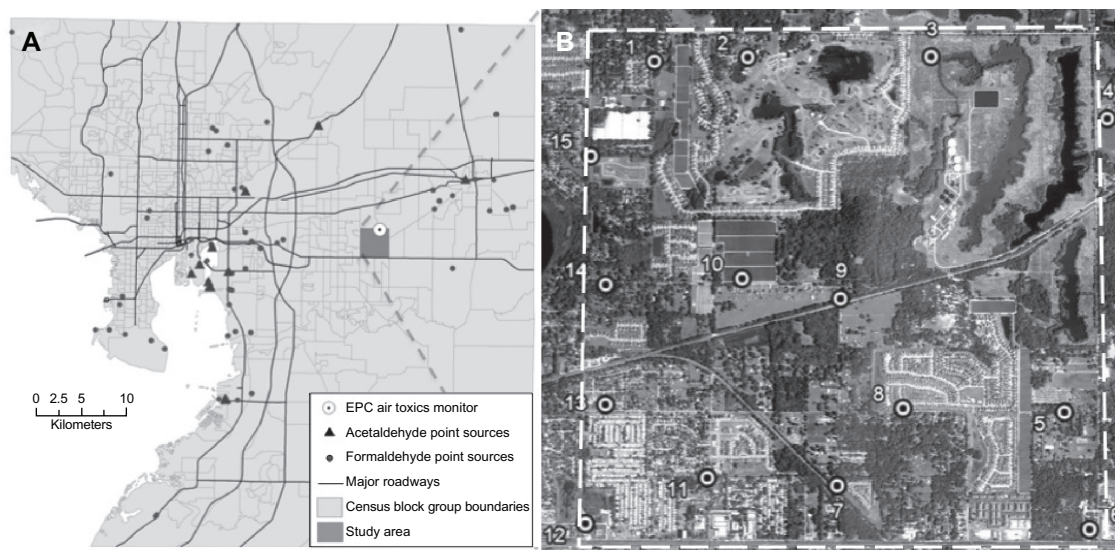 A
0 2.5 5 10
Kilometers
EPC air toxics monitor
Acetaldehyde point sources
Formaldehyde point sources
Major roadways
Census block group boundaries
Study area
B
1
2
3
4
15
14
10
9
13
8
5
11
7
12
6